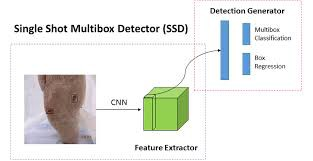 Detection Generator
Single Shot Multibox Detector (SSD)
Multibox
Classification
Box
Regression
CNN
Feature Extractor